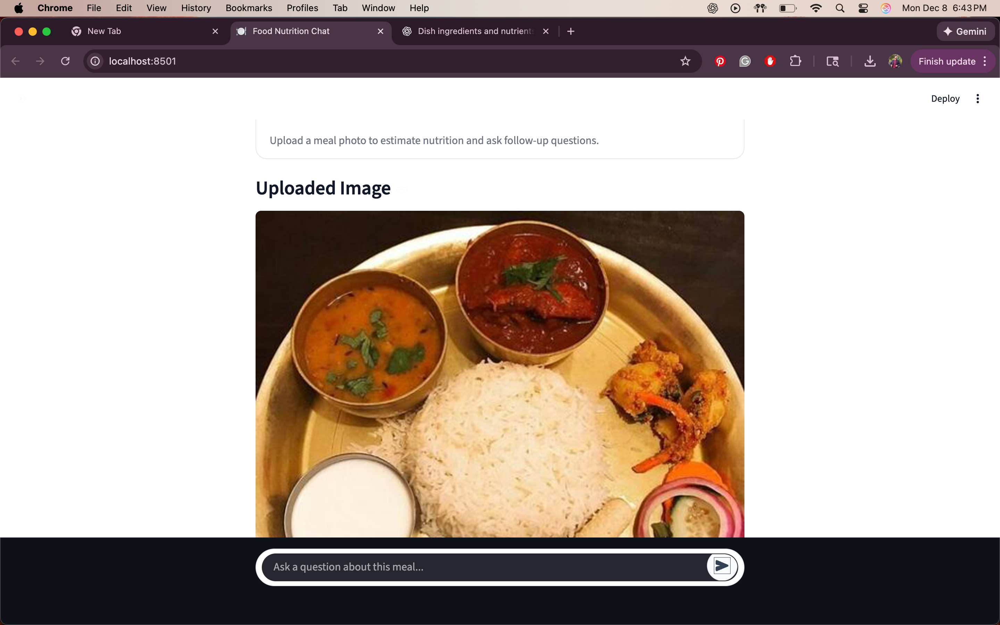 Chrome File Edit View History Bookmarks Profiles Tab Window Help Mon Dec 8 6:43 PM
New Tab Food Nutrition Chat Dish ingredients and nutrients Gemini
localhost:8501 Finish update
Deploy
Upload a meal photo to estimate nutrition and ask follow-up questions.
Uploaded Image
Ask a question about this meal...